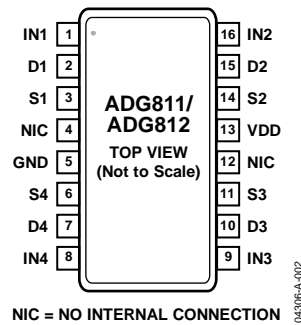 IN1 1 16 IN2
D1 2 15 D2
S1 3 14 S2
NIC 4 13 VDD
GND 5 12 NIC
S4 6 11 S3
D4 7 10 D3
IN4 8 9 IN3
ADG811/
ADG812
TOP VIEW
(Not to Scale)
NIC = NO INTERNAL CONNECTION
04306-A-002